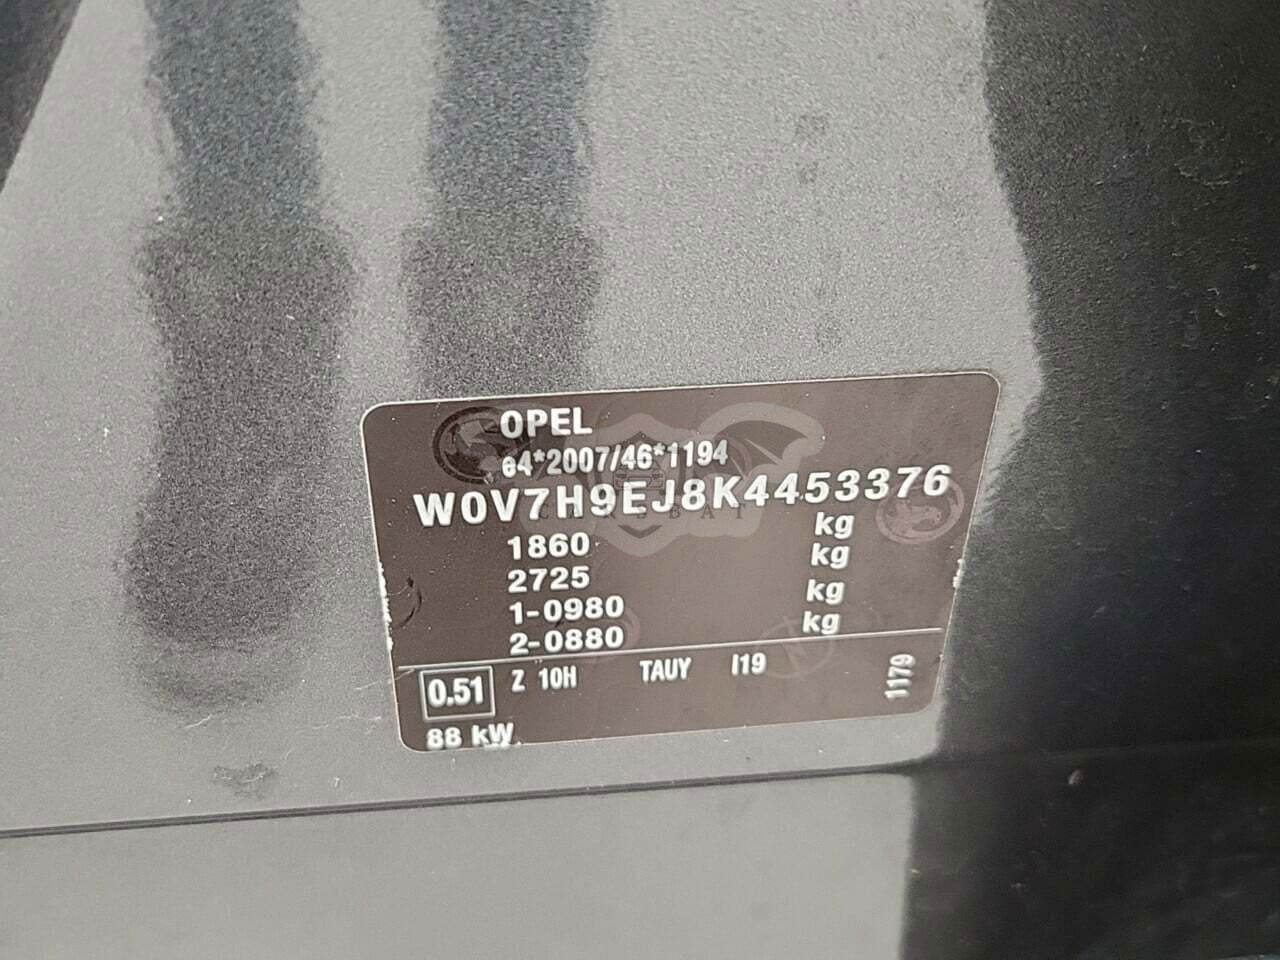 OPEL
e4*2007/46*1194
W0V7H9EJ8K4453376
1860 kg
2725 kg
1-0980 kg
2-0880 kg
0.51 Z 10H TAUY I19 1179
88 kW
CARSBAT